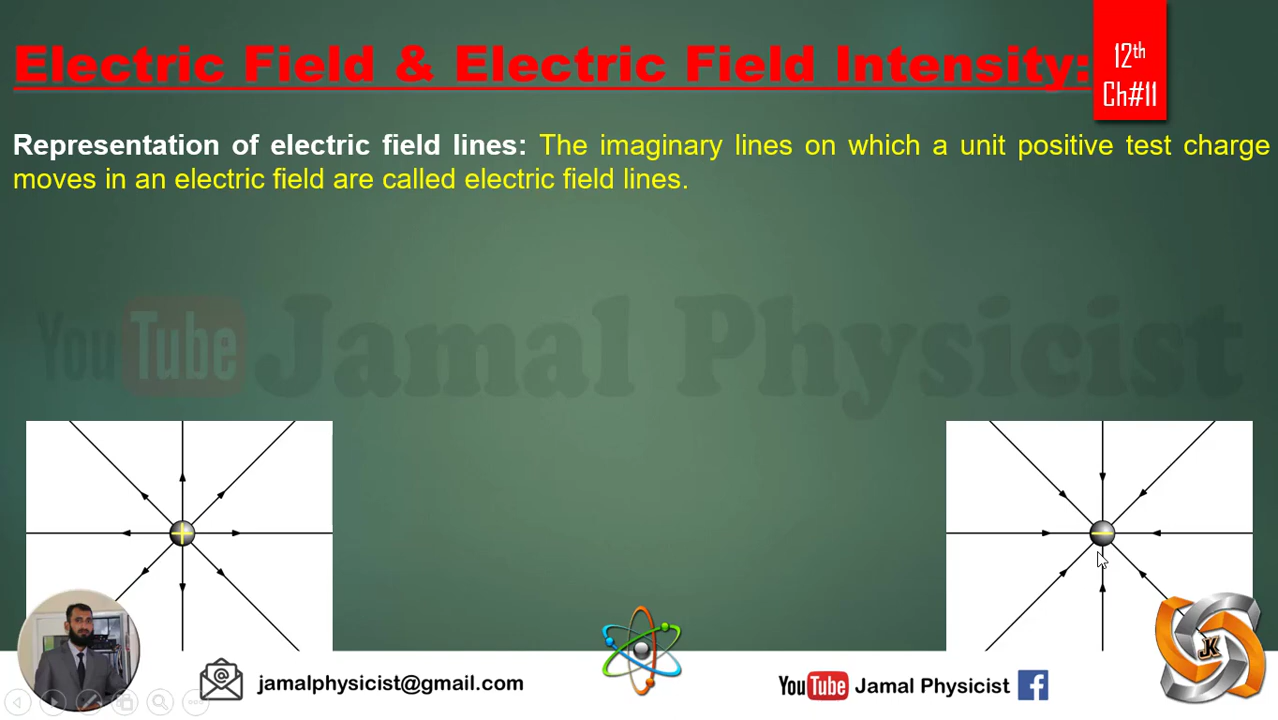 Electric Field & Electric Field Intensity:
12th
Ch#11
Representation of electric field lines: The imaginary lines on which a unit positive test charge
moves in an electric field are called electric field lines.
YouTube Jamal Physicist
+
−
jamalphysicist@gmail.com
YouTube Jamal Physicist f
JK